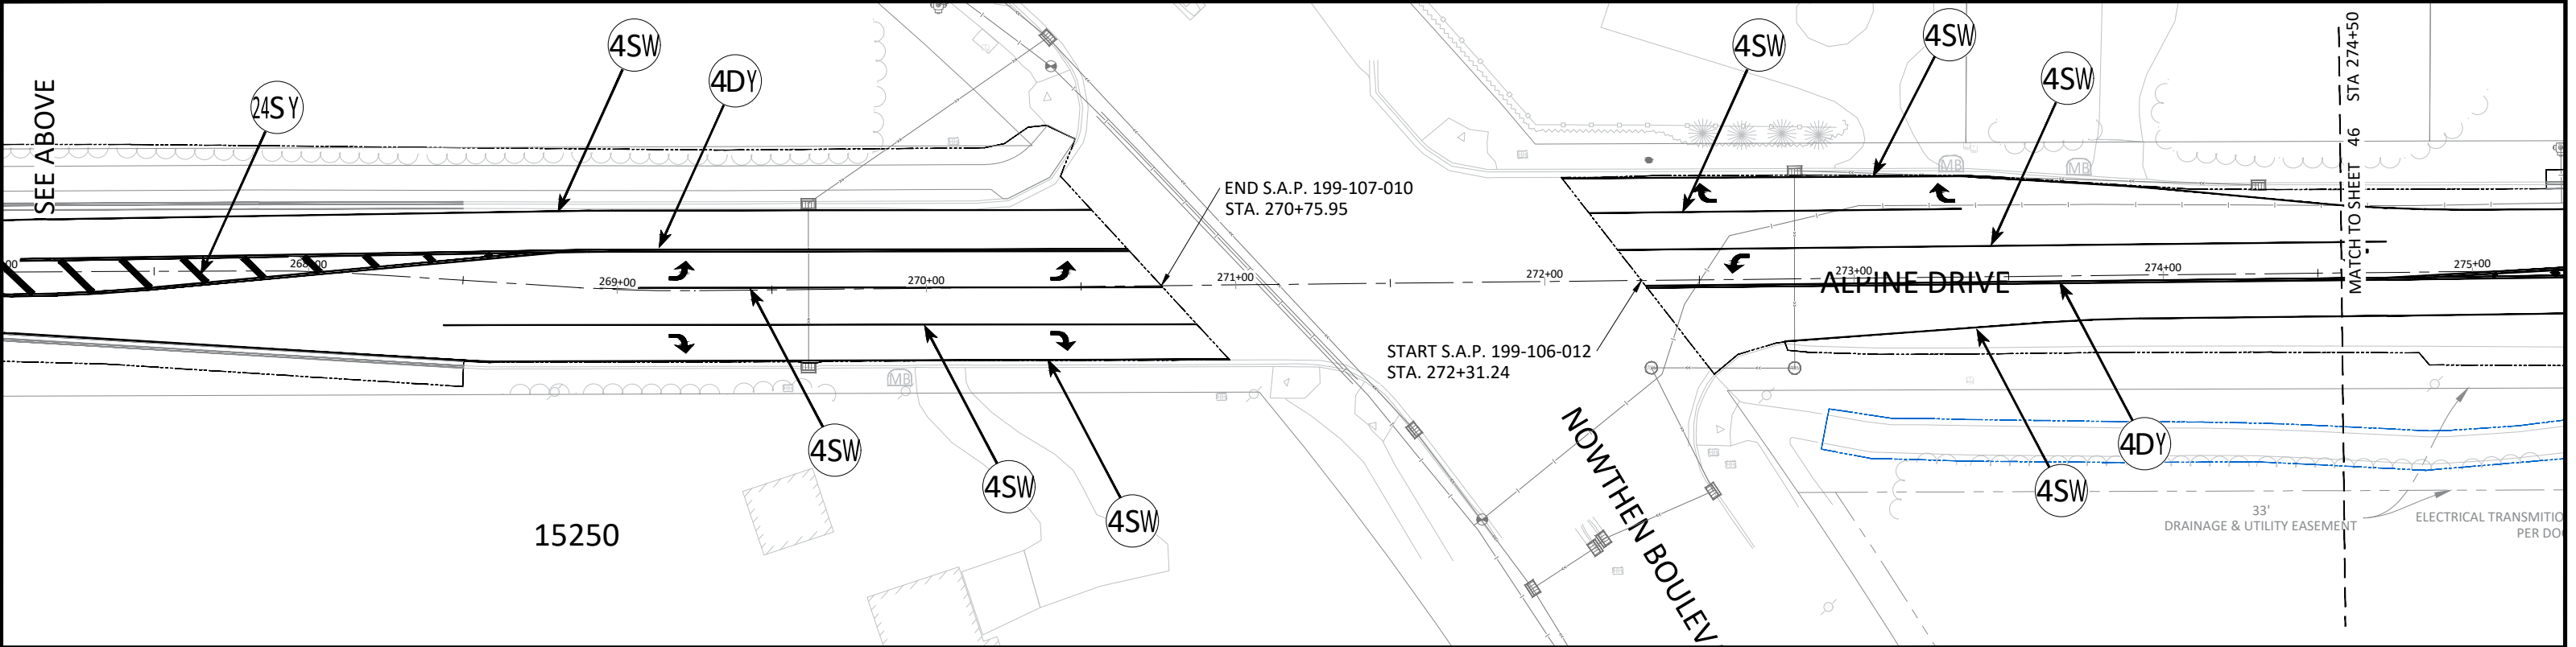 SEE ABOVE
24SY
4SW
4DY
4SW
4SW
4SW
STA 274+50
MATCH TO SHEET 46
MB
MB
END S.A.P. 199-107-010
STA. 270+75.95
00
268+00
269+00
270+00
271+00
272+00
273+00
274+00
275+00
ALPINE DRIVE
START S.A.P. 199-106-012
STA. 272+31.24
MB
4SW
4SW
4SW
NOWTHEN BOULEV
4DY
4SW
15250
33'
DRAINAGE & UTILITY EASEMENT
ELECTRICAL TRANSMITIO
PER DO